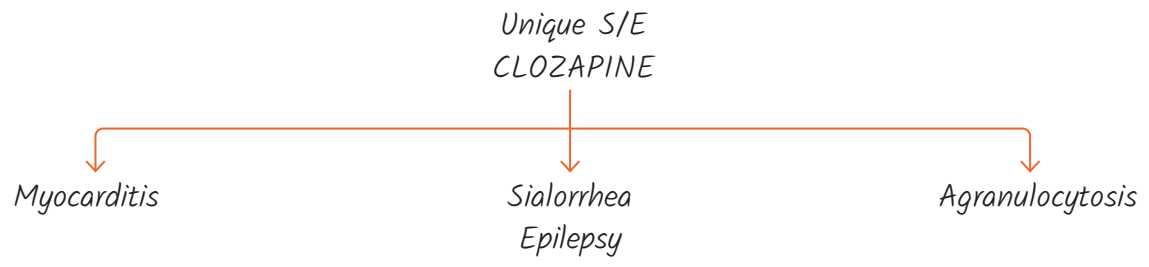 Unique S/E
CLOZAPINE
Myocarditis
Sialorrhea
Epilepsy
Agranulocytosis